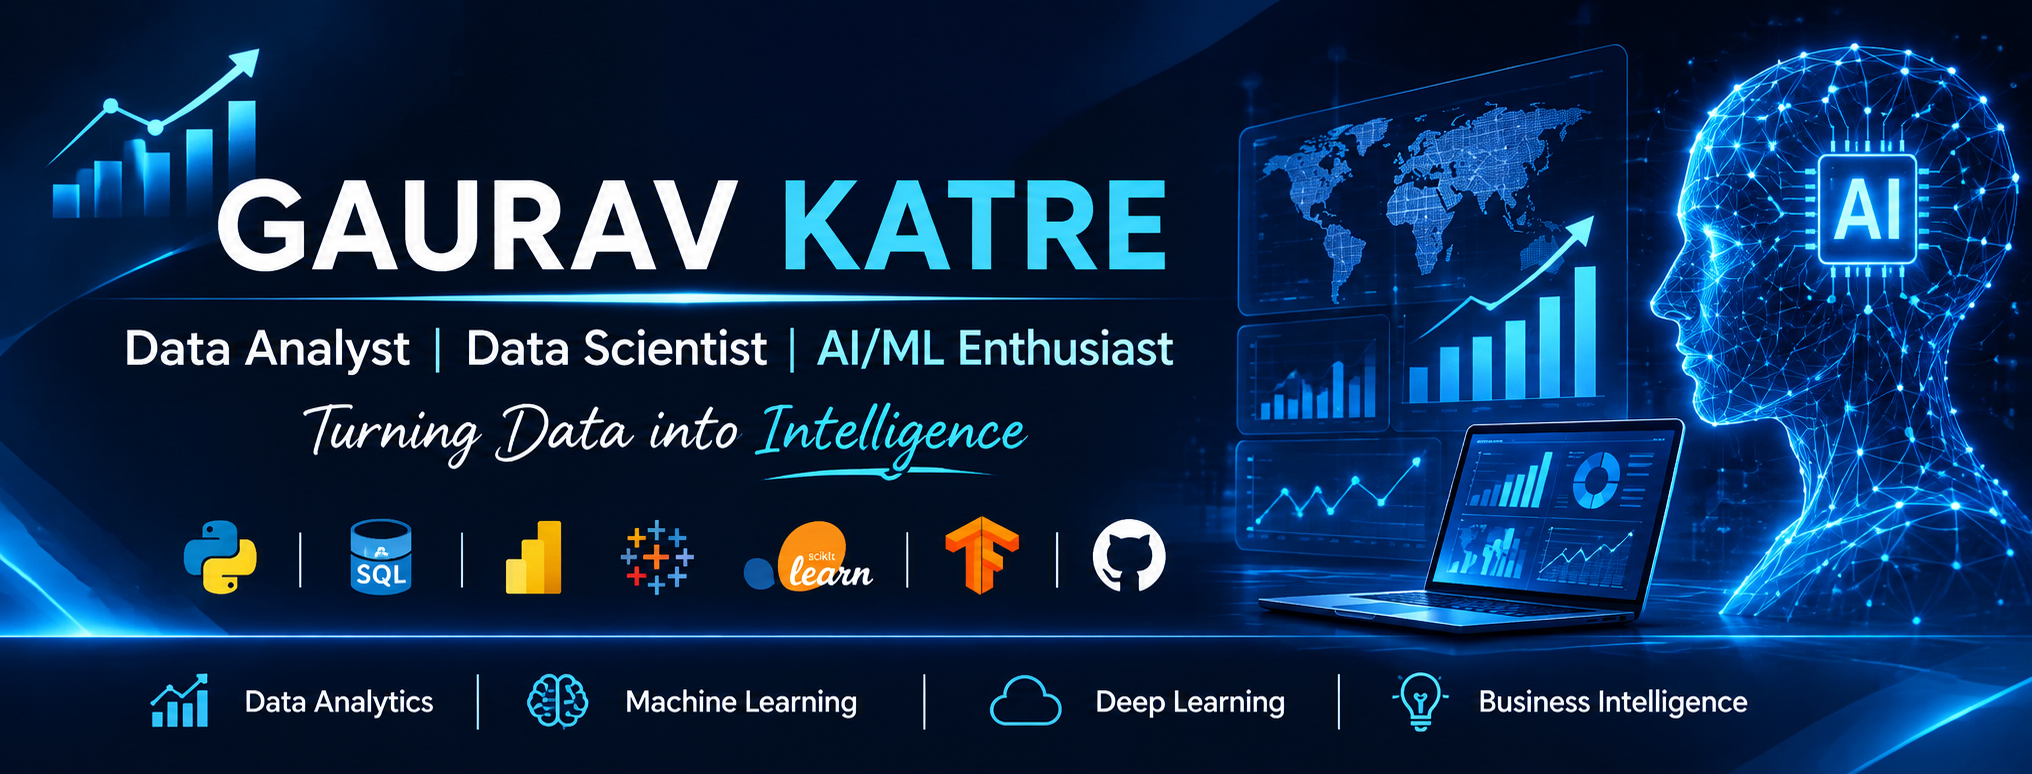 GAURAV KATRE
Data Analyst | Data Scientist | AI/ML Enthusiast
Turning Data into Intelligence
SQL
scikit
learn
AI
Data Analytics | Machine Learning | Deep Learning | Business Intelligence